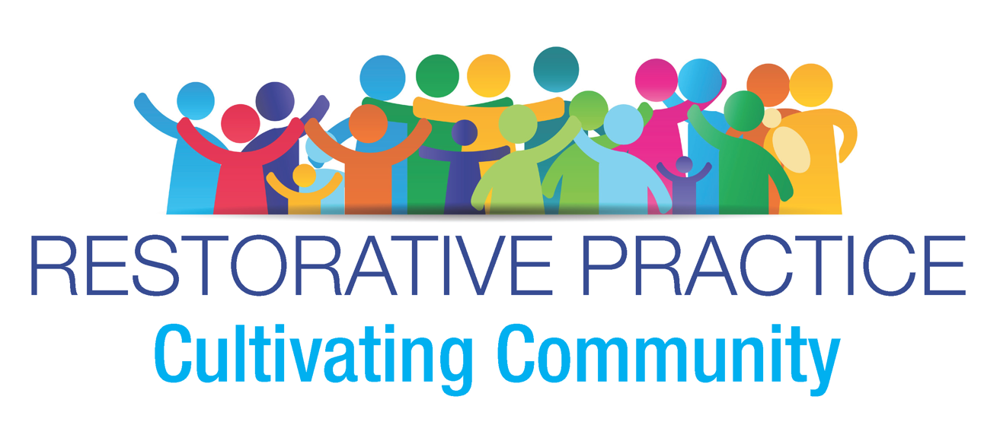 RESTORATIVE PRACTICE
Cultivating Community